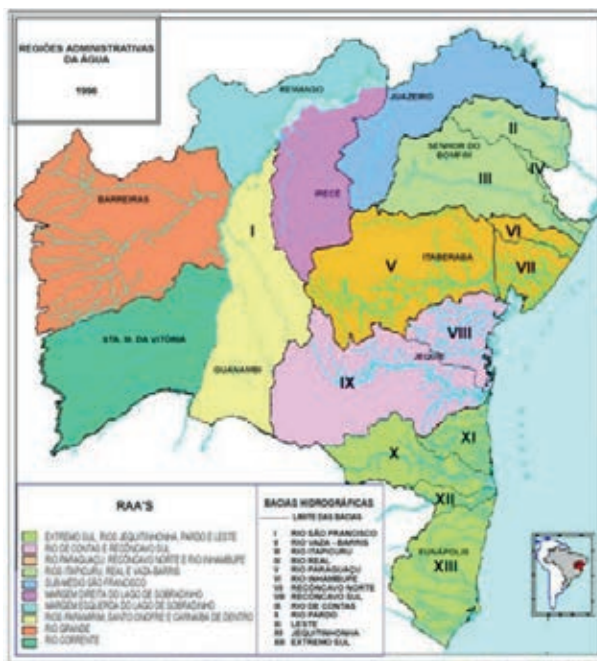 REGIÕES ADMINISTRATIVAS
DA ÁGUA
1998
REMANSO
JUAZEIRO
II
SENHOR DO
BOMFIM
IV
III
BARREIRAS
IRECÊ
I
VI
V
ITABERABA
VII
STA. M. DA VITÓRIA
VIII
JEQUIÉ
GUANAMBI
IX
XI
X
XII
EUNÁPOLIS
XIII
RAA'S
EXTREMO SUL, RIOS JEQUITINHONHA, PARDO E LESTE
RIO DE CONTAS E RECÔNCAVO SUL
RIO PARAGUAÇU, RECONCAVO NORTE E RIO INHAMBUPE
RIOS ITAPICURU, REAL E VAZA-BARRIS
SUB-MÉDIO SÃO FRANCISCO
MARGEM DIREITA DO LAGO DE SOBRADINHO
MARGEM ESQUERDA DO LAGO DE SOBRADINHO
RIOS PARAMIRIM, SANTO ONOFRE E CARNAIBA DE DENTRO
RIO GRANDE
RIO CORRENTE
BACIAS HIDROGRÁFICAS
LIMITE DAS BACIAS
I RIO SÃO FRANCISCO
II RIO VAZA - BARRIS
III RIO ITAPICURU
IV RIO REAL
V RIO PARAGUAÇU
VI RIO INHAMBUPE
VII RECÔNCAVO NORTE
VIII RECÔNCAVO SUL
IX RIO DE CONTAS
X RIO PARDO
XI LESTE
XII JEQUITINHONHA
XIII EXTREMO SUL